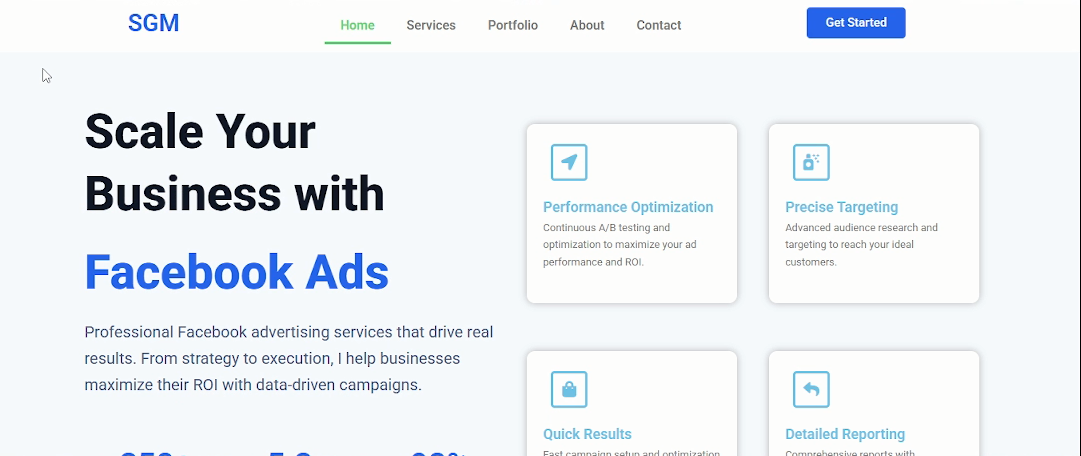 SGM
Home
Services
Portfolio
About
Contact
Get Started
Scale Your
Business with
Facebook Ads
Professional Facebook advertising services that drive real
results. From strategy to execution, I help businesses
maximize their ROI with data-driven campaigns.
Performance Optimization
Continuous A/B testing and
optimization to maximize your ad
performance and ROI.
Precise Targeting
Advanced audience research and
targeting to reach your ideal
customers.
Quick Results
Fast campaign setup and optimization
Detailed Reporting
Comprehensive reports with